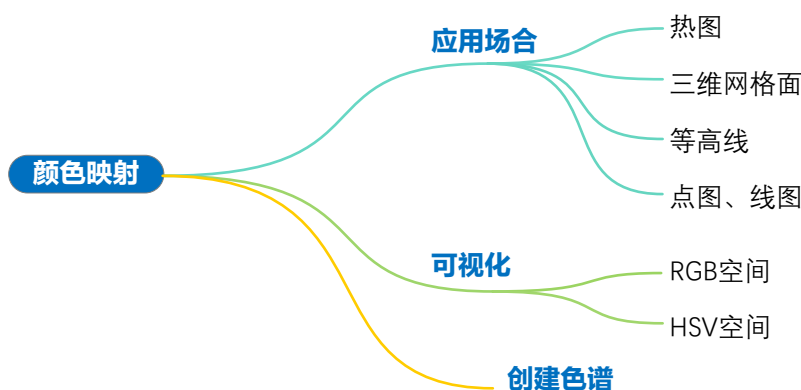 颜色映射
应用场合
热图
三维网格面
等高线
点图、线图
可视化
RGB空间
HSV空间
创建色谱